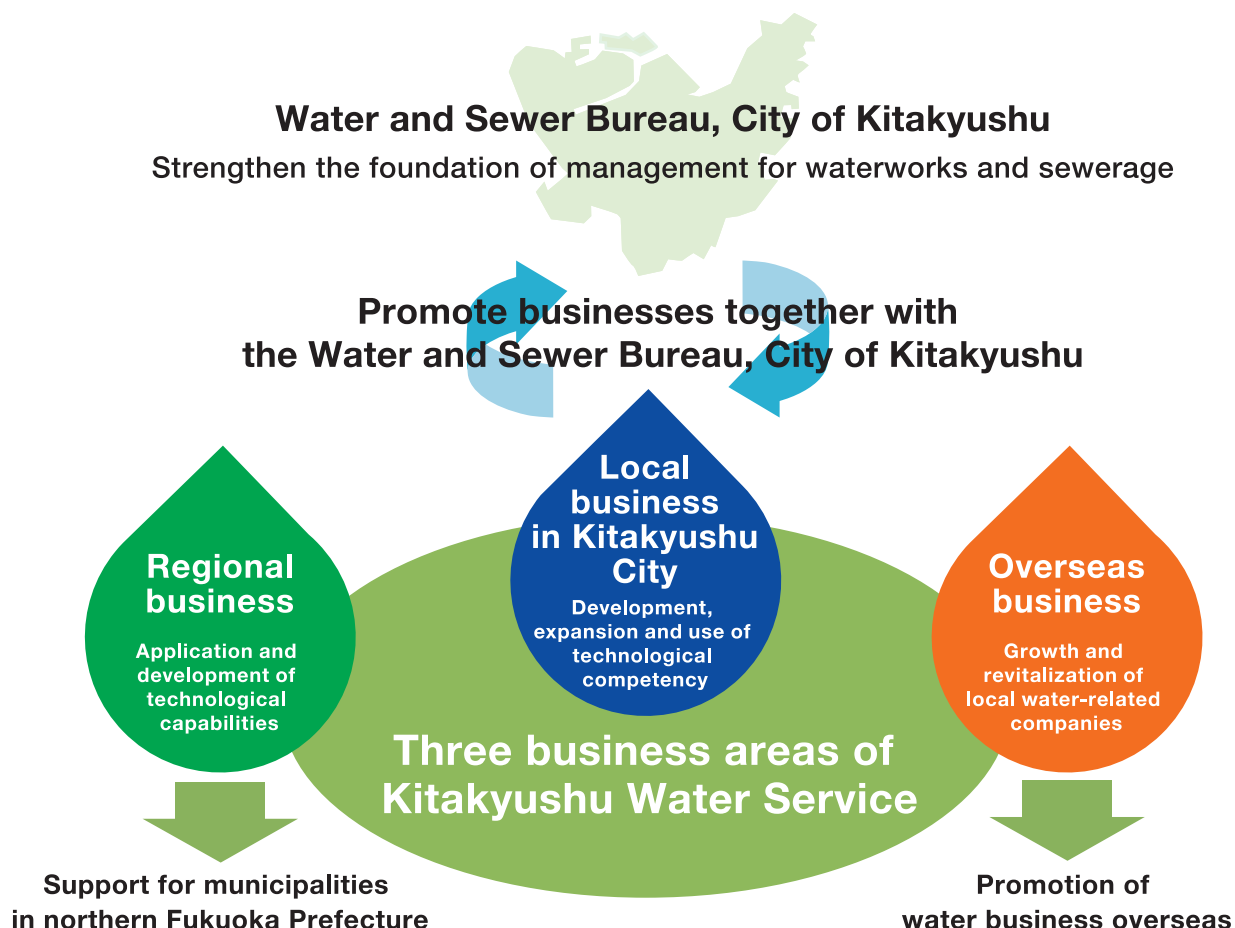 Water and Sewer Bureau, City of Kitakyushu
Strengthen the foundation of management for waterworks and sewerage
Promote businesses together with
the Water and Sewer Bureau, City of Kitakyushu
Regional
business
Application and
development of
technological
capabilities
Local
business
in Kitakyushu
City
Development,
expansion and use of
technological
competency
Overseas
business
Growth and
revitalization of
local water-related
companies
Three business areas of
Kitakyushu Water Service
Support for municipalities
in northern Fukuoka Prefecture
Promotion of
water business overseas